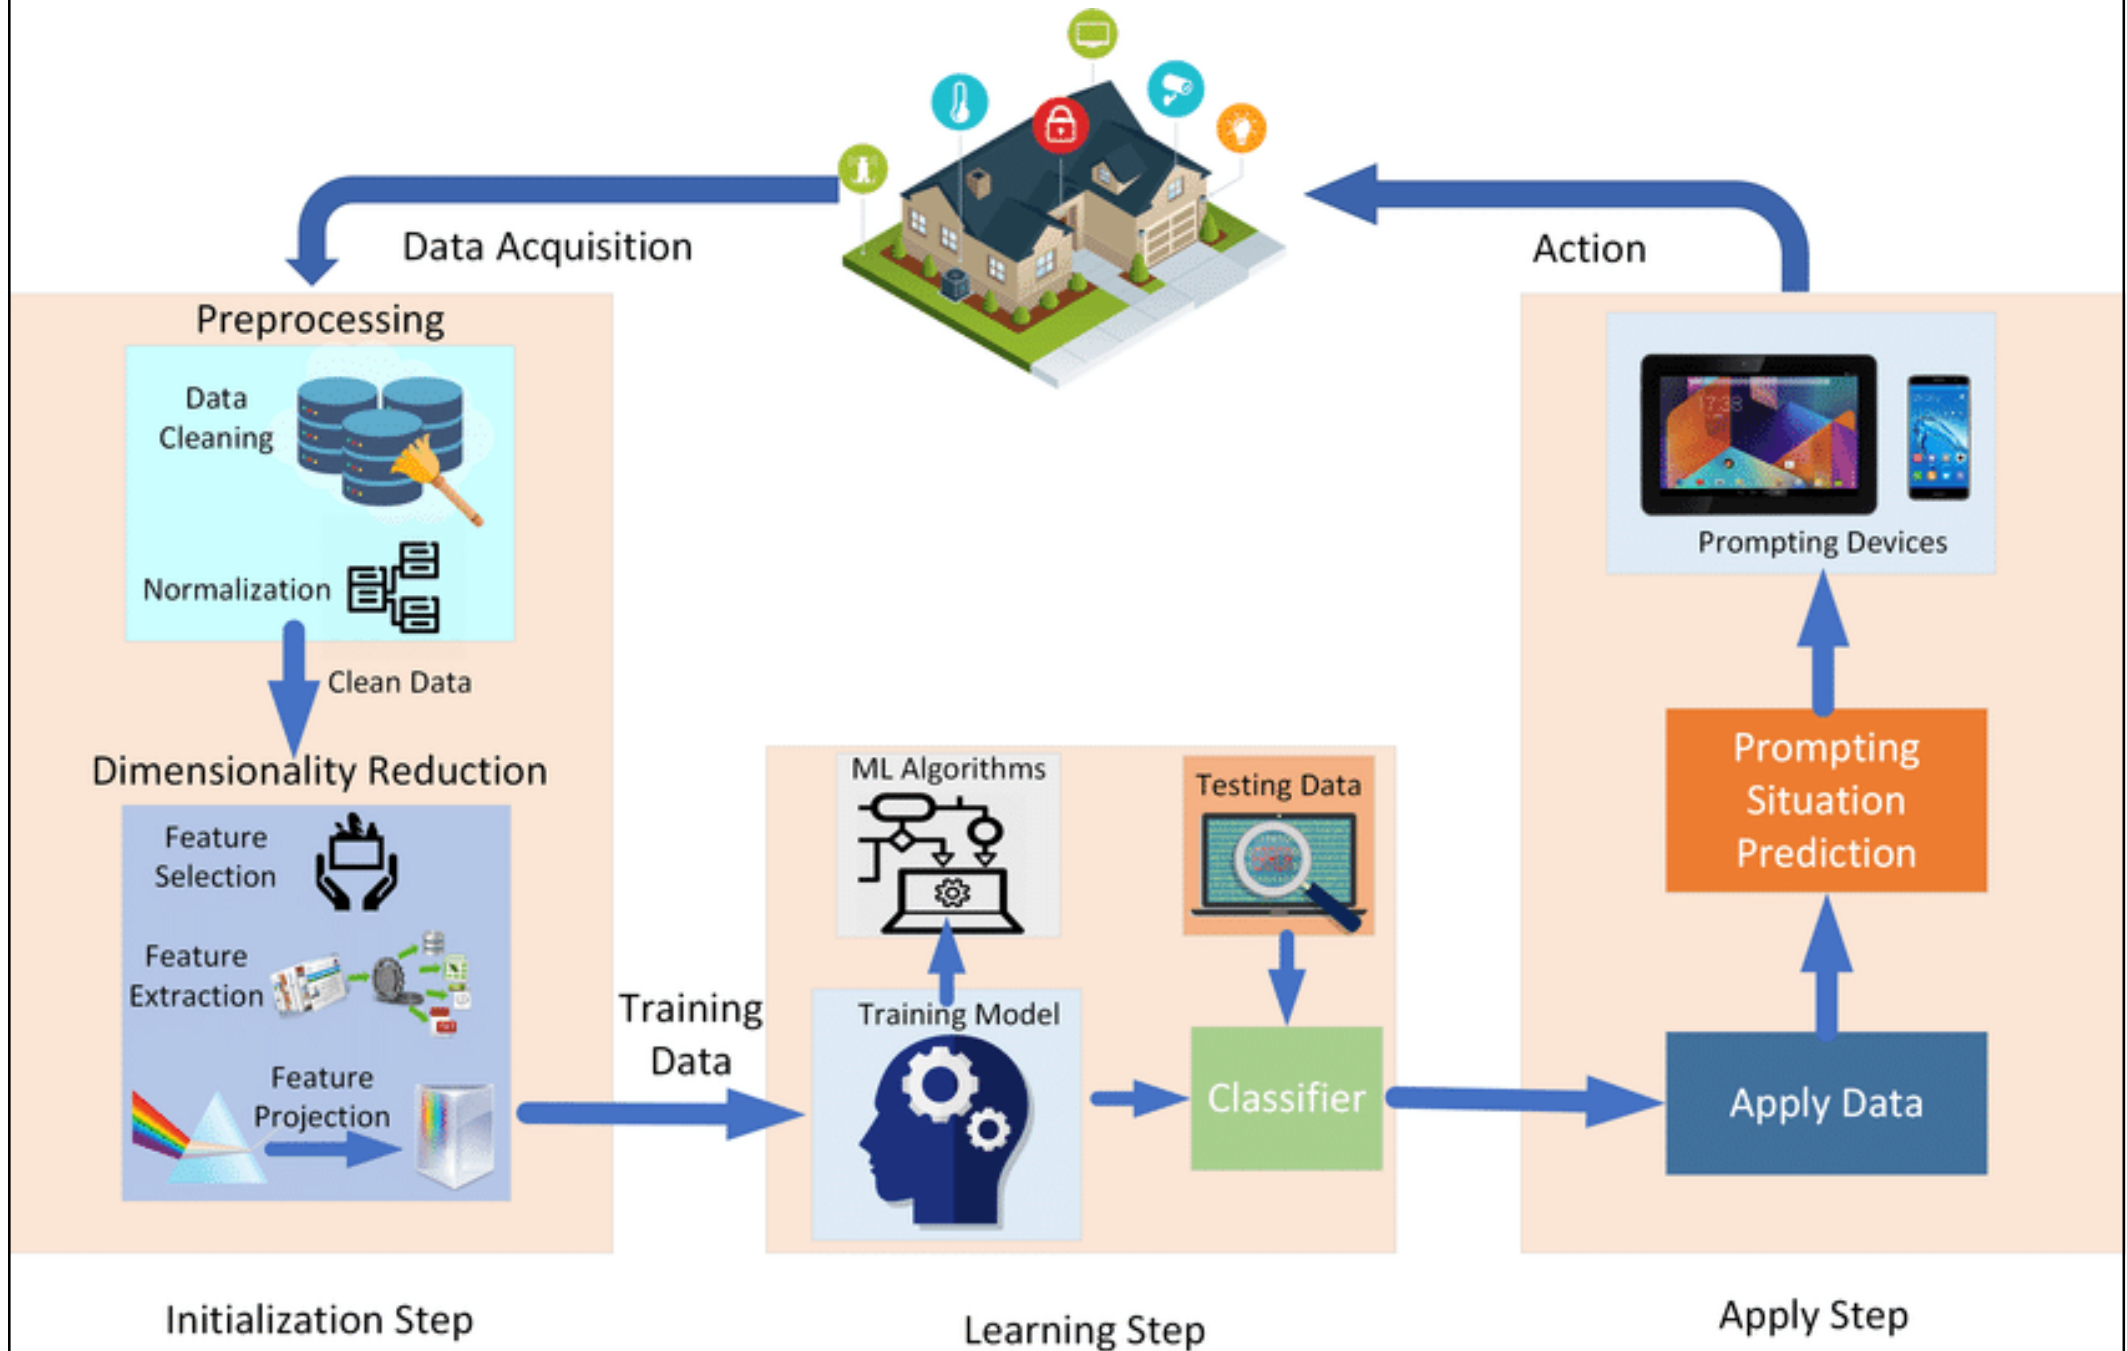 Data Acquisition
Action
Preprocessing
Data
Cleaning
Normalization
Clean Data
Dimensionality Reduction
Feature
Selection
Feature
Extraction
Feature
Projection
Training
Data
ML Algorithms
Testing Data
Training Model
Classifier
Prompting Devices
Prompting
Situation
Prediction
Apply Data
Initialization Step
Learning Step
Apply Step